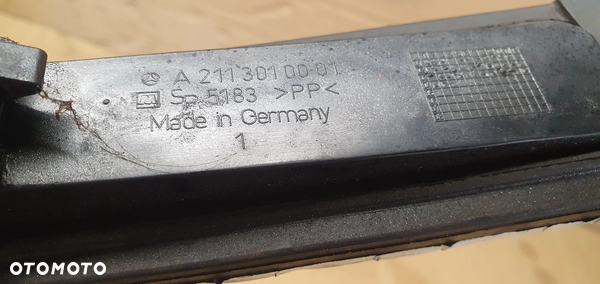 A 211 301 00 01
Sp 5183 >PP<
Made in Germany
1
OTOMOTO